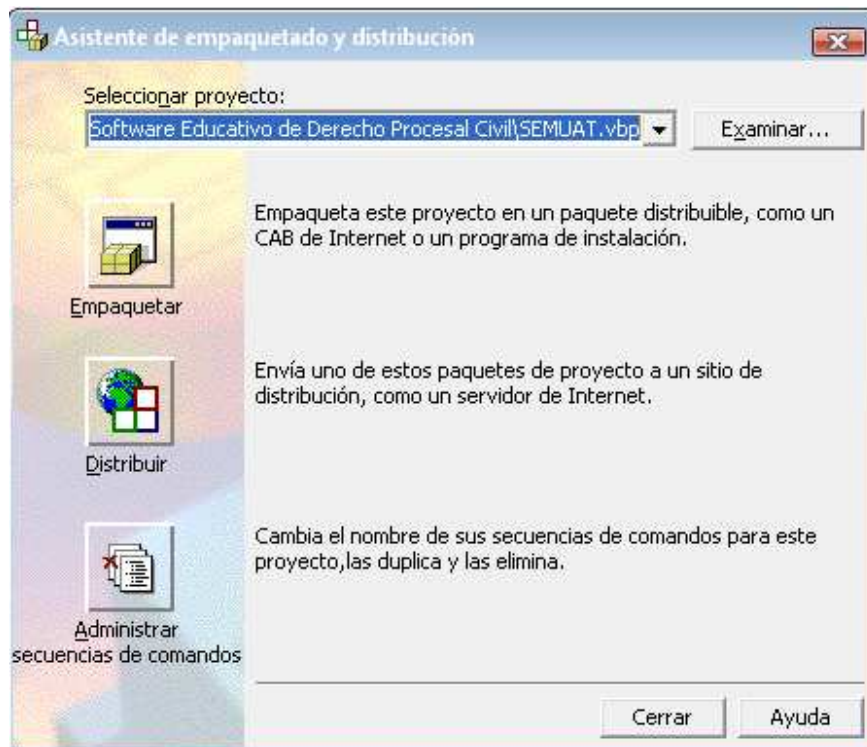 Asistente de empaquetado y distribución
Seleccionar proyecto:
Software Educativo de Derecho Procesal Civil\SEMUAT.vbp
Examinar...
Empaqueta este proyecto en un paquete distribuible, como un
CAB de Internet o un programa de instalación.
Empaquetar
Envía uno de estos paquetes de proyecto a un sitio de
distribución, como un servidor de Internet.
Distribuir
Cambia el nombre de sus secuencias de comandos para este
proyecto,las duplica y las elimina.
Administrar
secuencias de comandos
Cerrar
Ayuda